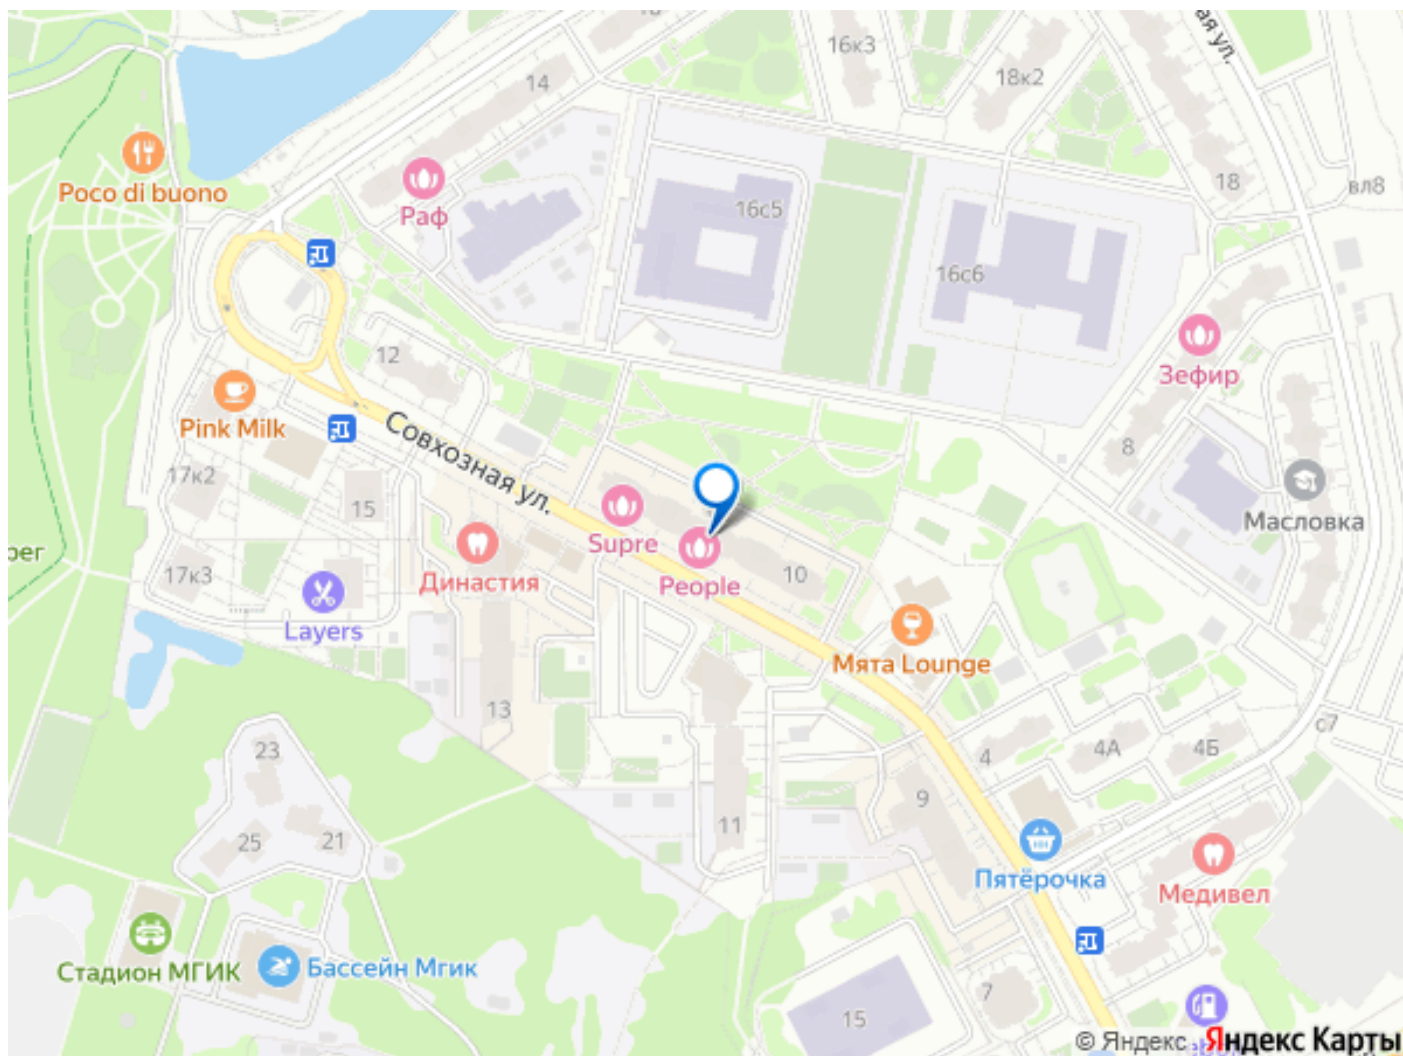 16к3
14
18к2
ная ул.
Poco di buono
Раф
16с5
18
вл8
16с6
12
Зефир
Pink Milk
Совхозная ул.
8
17к2
15
Масловка
Supre
рег
17к3
Династия
People
10
Layers
Мята Lounge
13
4
4А
4Б
с7
23
9
11
25
21
Пятёрочка
Медивел
Стадион МГИК
Бассейн Мгик
7
15
© Яндекс Яндекс Карты